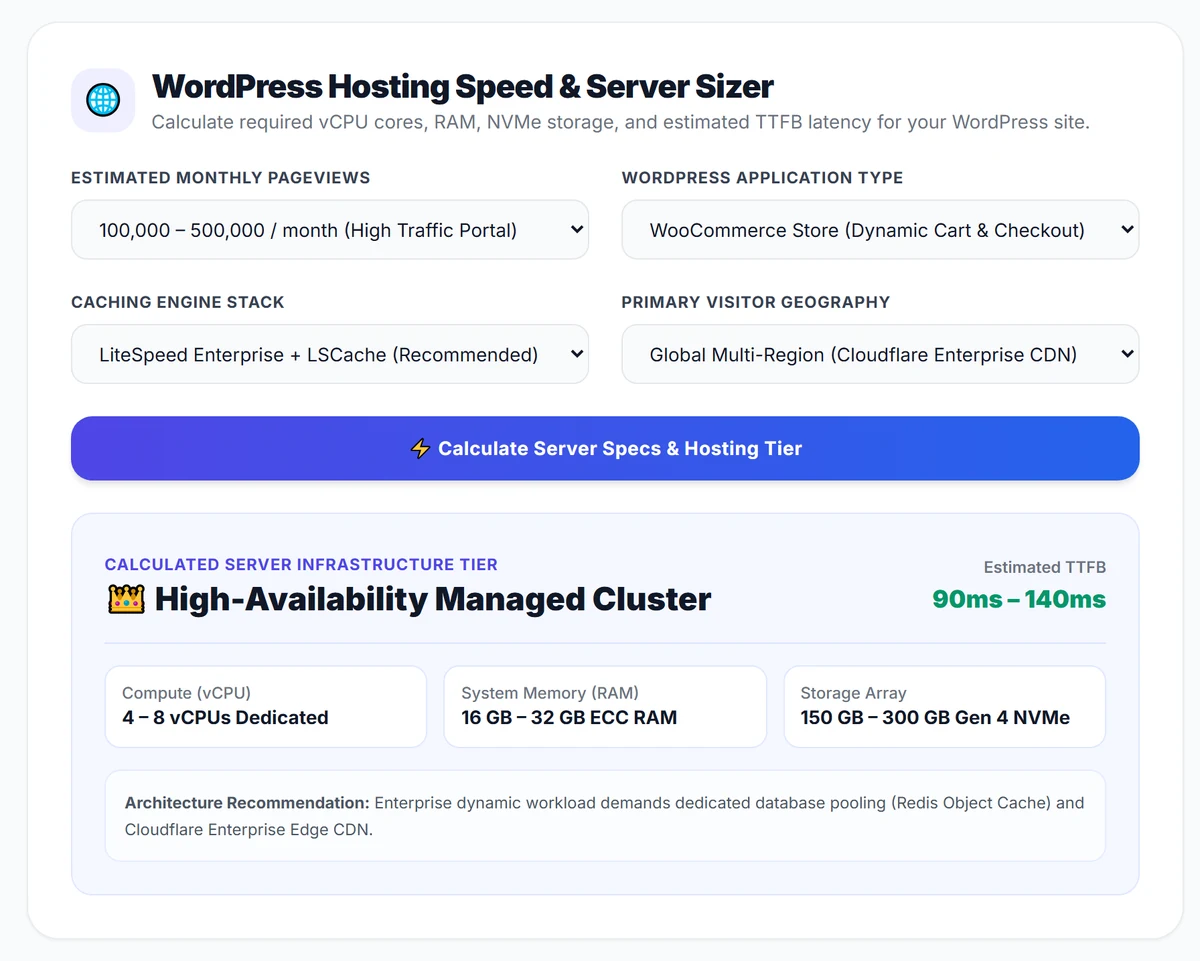 WordPress Hosting Speed & Server Sizer
Calculate required vCPU cores, RAM, NVMe storage, and estimated TTFB latency for your WordPress site.
ESTIMATED MONTHLY PAGEVIEWS
100,000 – 500,000 / month (High Traffic Portal)
WORDPRESS APPLICATION TYPE
WooCommerce Store (Dynamic Cart & Checkout)
CACHING ENGINE STACK
LiteSpeed Enterprise + LSCache (Recommended)
PRIMARY VISITOR GEOGRAPHY
Global Multi-Region (Cloudflare Enterprise CDN)
⚡ Calculate Server Specs & Hosting Tier
CALCULATED SERVER INFRASTRUCTURE TIER
👑 High-Availability Managed Cluster
Estimated TTFB
90ms – 140ms
Compute (vCPU)
4 – 8 vCPUs Dedicated
System Memory (RAM)
16 GB – 32 GB ECC RAM
Storage Array
150 GB – 300 GB Gen 4 NVMe
Architecture Recommendation: Enterprise dynamic workload demands dedicated database pooling (Redis Object Cache) and
Cloudflare Enterprise Edge CDN.